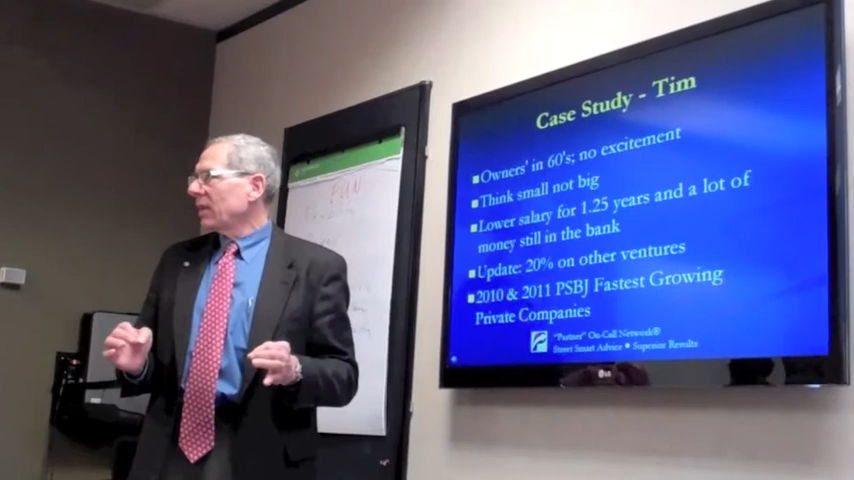 Case Study - Tim
Owners' in 60's; no excitement
Think small not big
Lower salary for 1.25 years and a lot of
money still in the bank
Update: 20% on other ventures
2010 & 2011 PSBJ Fastest Growing
Private Companies
"Partner" On-Call Network®
Street Smart Advice • Superior Results
LG
FUN